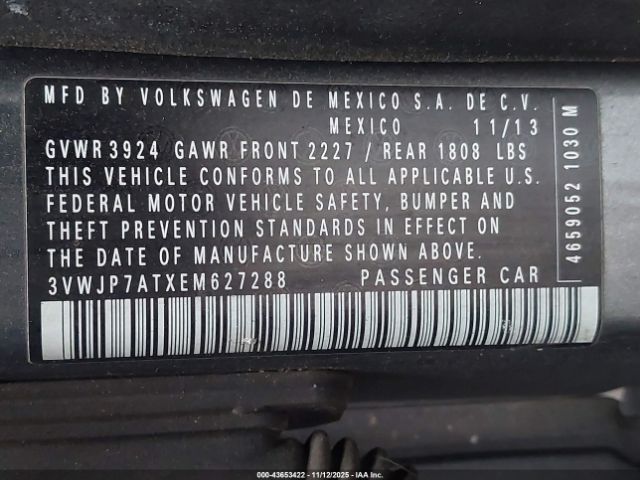 MFD BY VOLKSWAGEN DE MEXICO S.A. DE C.V.
MEXICO 11/13
GVWR 3924 GAWR FRONT 2227 / REAR 1808 LBS
THIS VEHICLE CONFORMS TO ALL APPLICABLE U.S.
FEDERAL MOTOR VEHICLE SAFETY, BUMPER AND
THEFT PREVENTION STANDARDS IN EFFECT ON
THE DATE OF MANUFACTURE SHOWN ABOVE.
3VWJP7ATXEM627288 PASSENGER CAR
4659052 1030 M
000-43653422 - 11/12/2025 - IAA Inc.